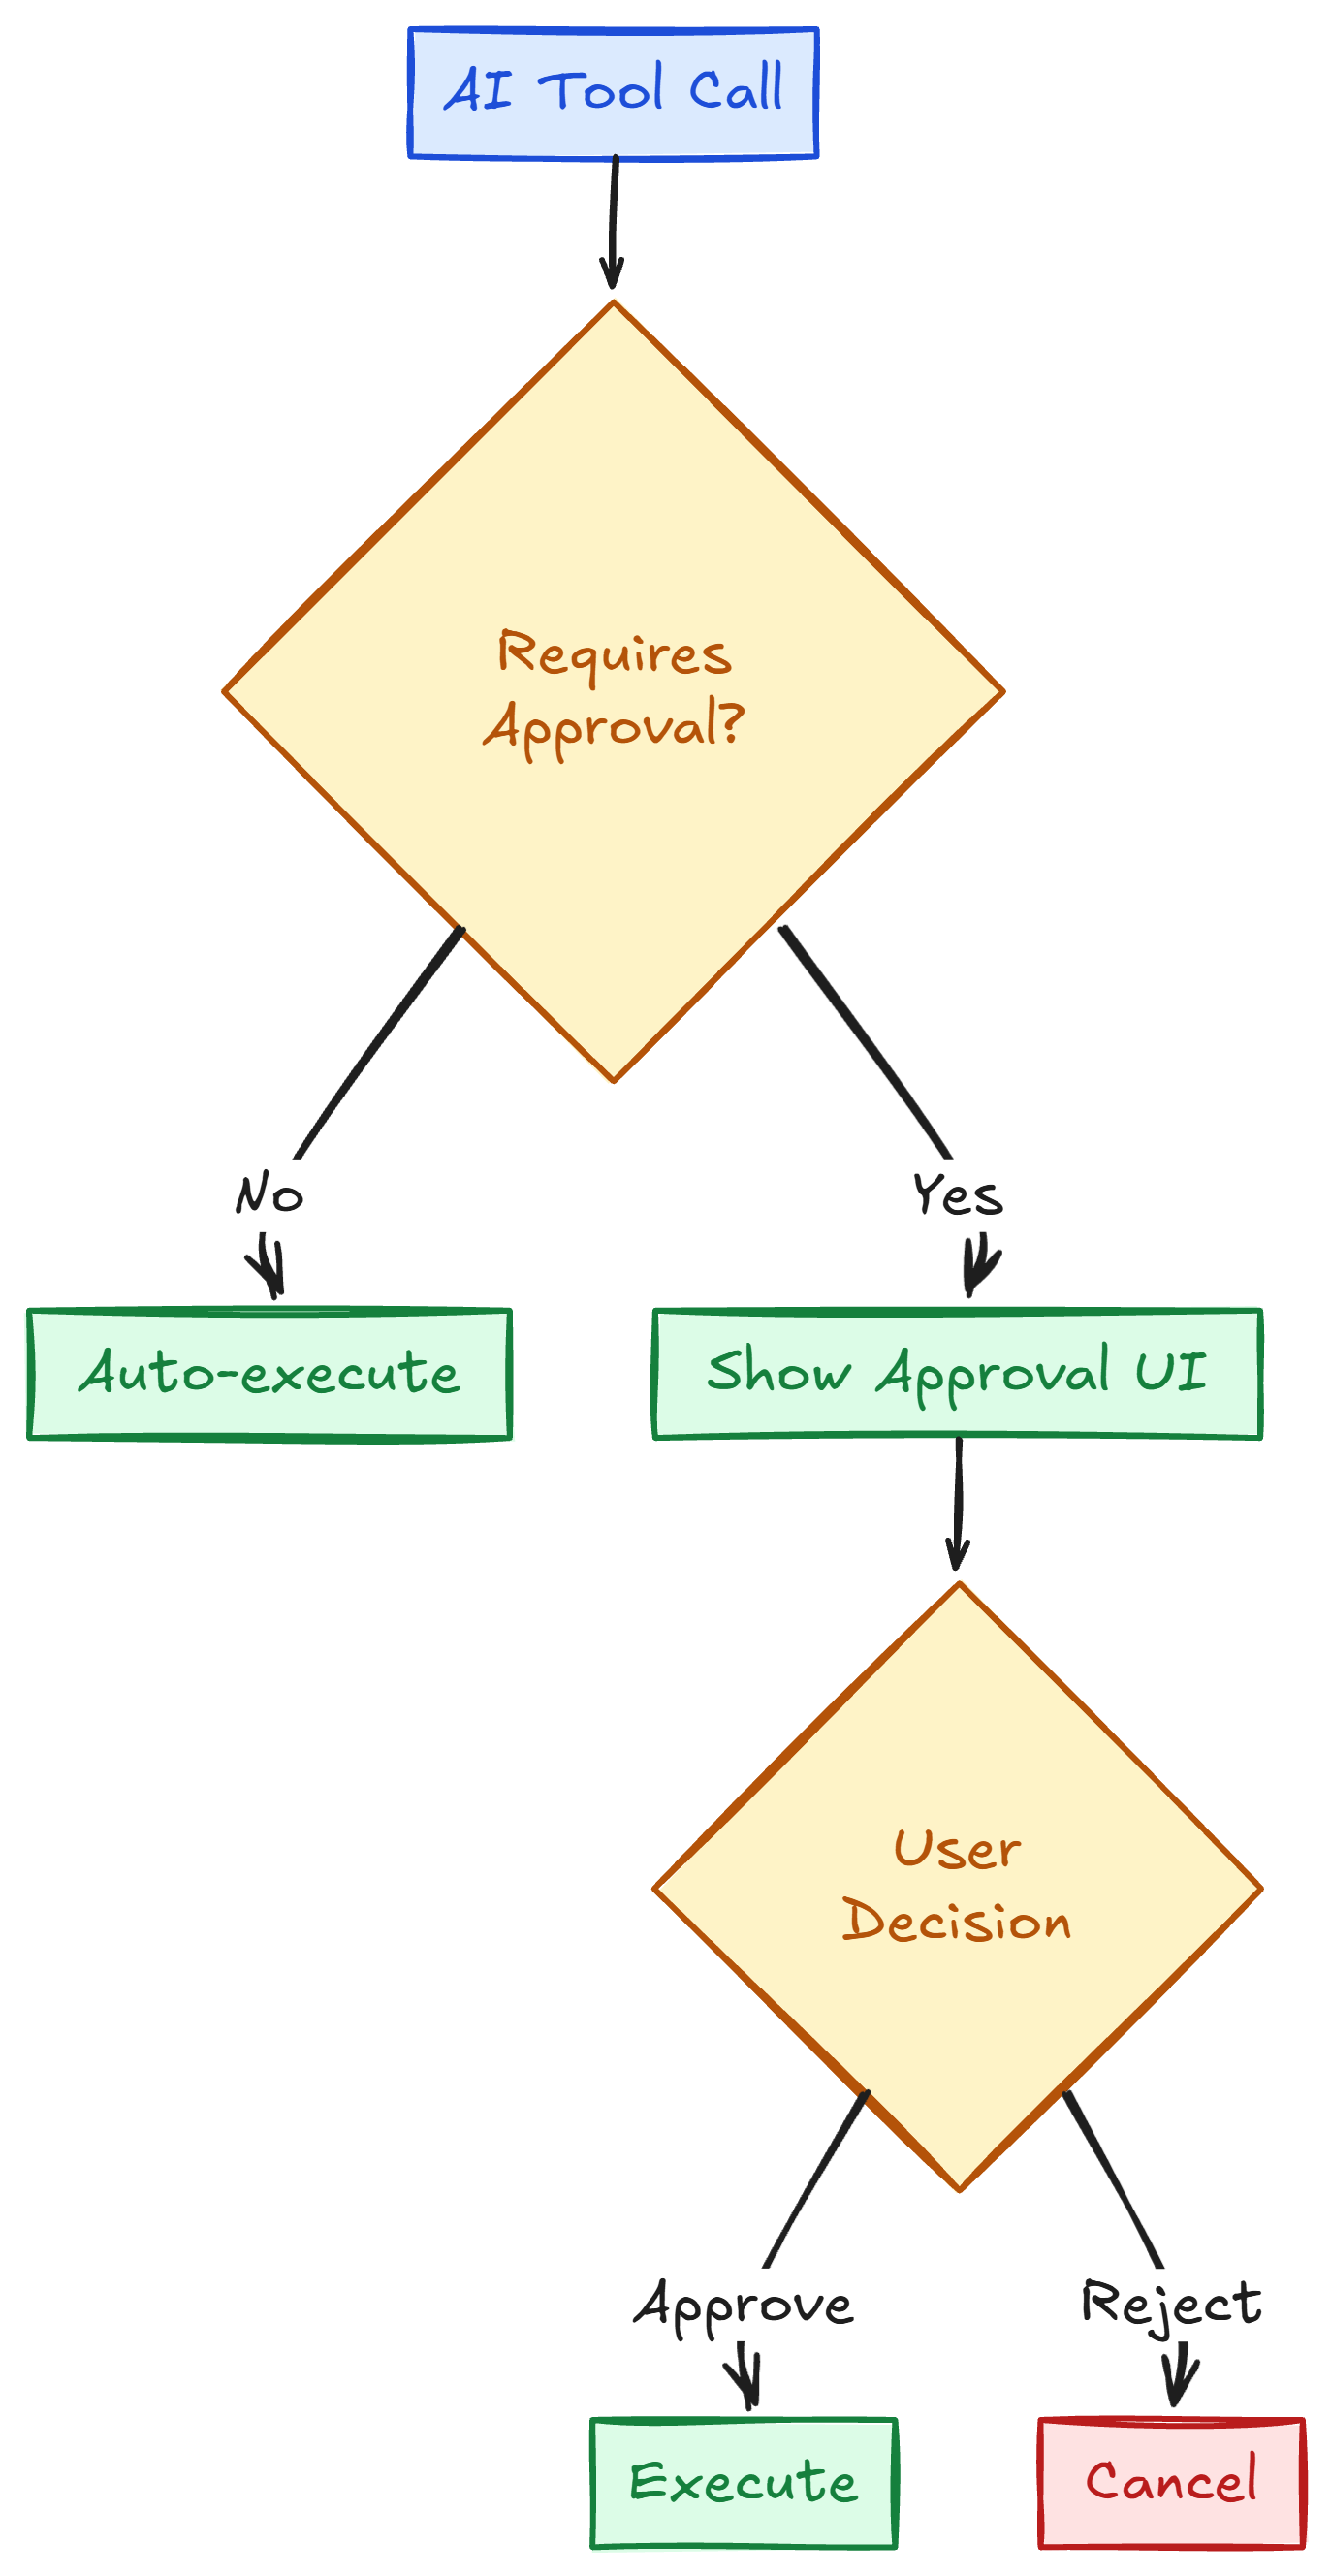 AI Tool Call
Requires
Approval?
No
Yes
Auto-execute
Show Approval UI
User
Decision
Approve
Reject
Execute
Cancel